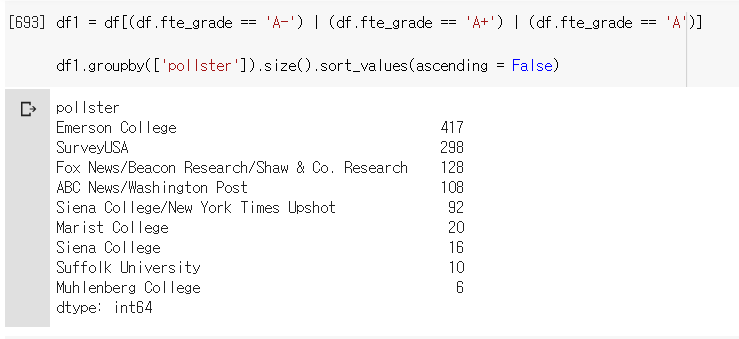 [693] df1 = df[(df.fte_grade == 'A-') | (df.fte_grade == 'A+') | (df.fte_grade == 'A')]
df1.groupby(['pollster']).size().sort_values(ascending = False)
pollster
Emerson College 417
SurveyUSA 298
Fox News/Beacon Research/Shaw & Co. Research 128
ABC News/Washington Post 108
Siena College/New York Times Upshot 92
Marist College 20
Siena College 16
Suffolk University 10
Muhlenberg College 6
dtype: int64